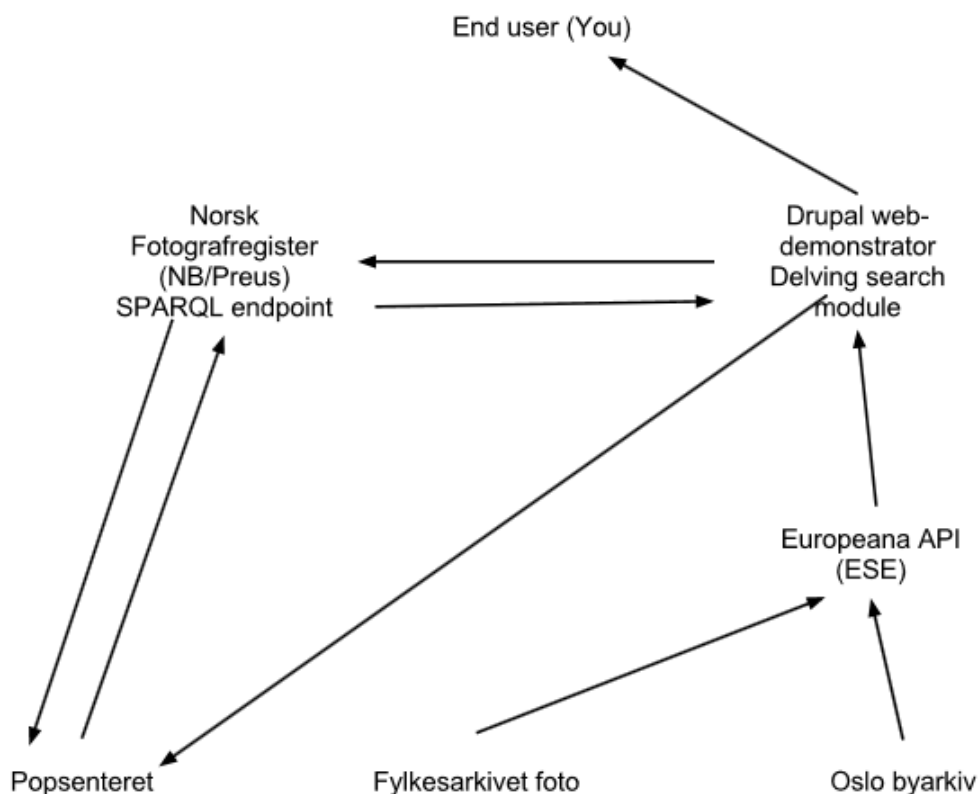 End user (You)
Norsk
Fotografregister
(NB/Preus)
SPARQL endpoint
Drupal web-
demonstrator
Delving search
module
Europeana API
(ESE)
Popsenteret
Fylkesarkivet foto
Oslo byarkiv